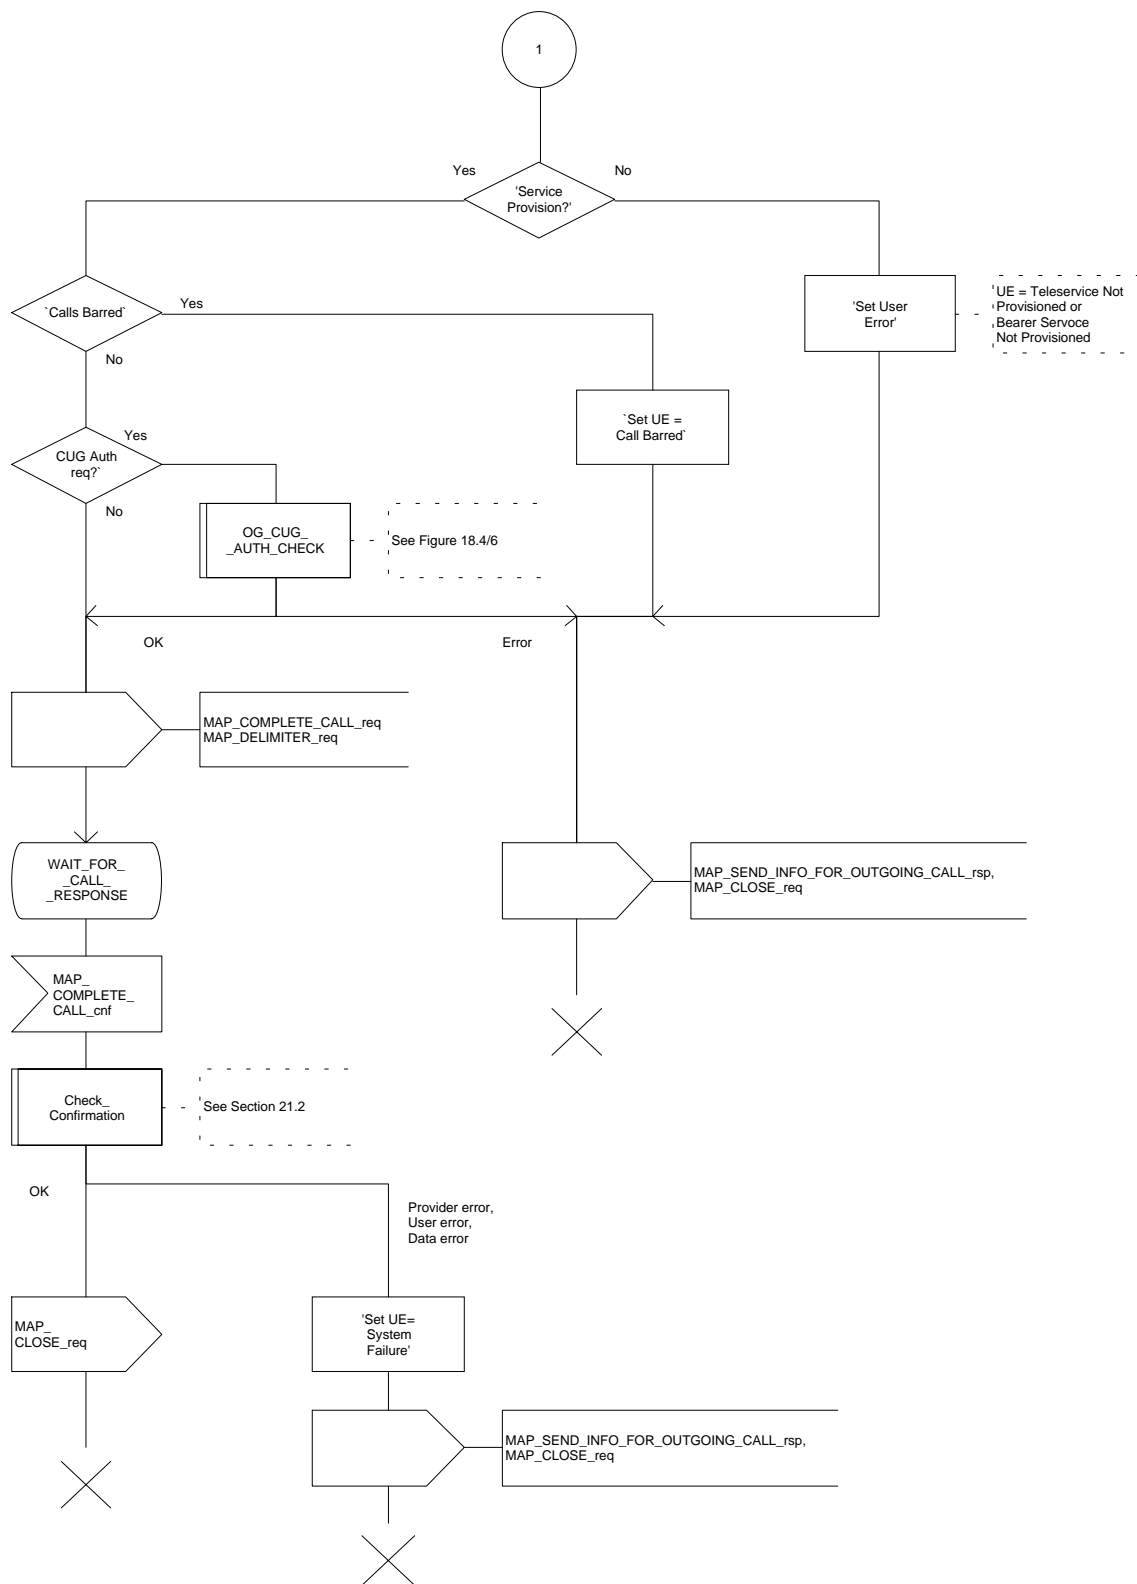 1
Yes
No
'Service
Provision?'
`Calls Barred`
Yes
'Set User
Error'
UE = Teleservice Not
Provisioned or
Bearer Servoce
Not Provisioned
No
`Set UE =
Call Barred`
Yes
CUG Auth
req?`
No
OG_CUG_
_AUTH_CHECK
See Figure 18.4/6
OK
Error
MAP_COMPLETE_CALL_req
MAP_DELIMITER_req
WAIT_FOR_
_CALL_
_RESPONSE
MAP_SEND_INFO_FOR_OUTGOING_CALL_rsp,
MAP_CLOSE_req
MAP_
COMPLETE_
CALL_cnf
Check_
Confirmation
See Section 21.2
OK
Provider error,
User error,
Data error
MAP_
CLOSE_req
'Set UE=
System
Failure'
MAP_SEND_INFO_FOR_OUTGOING_CALL_rsp,
MAP_CLOSE_req